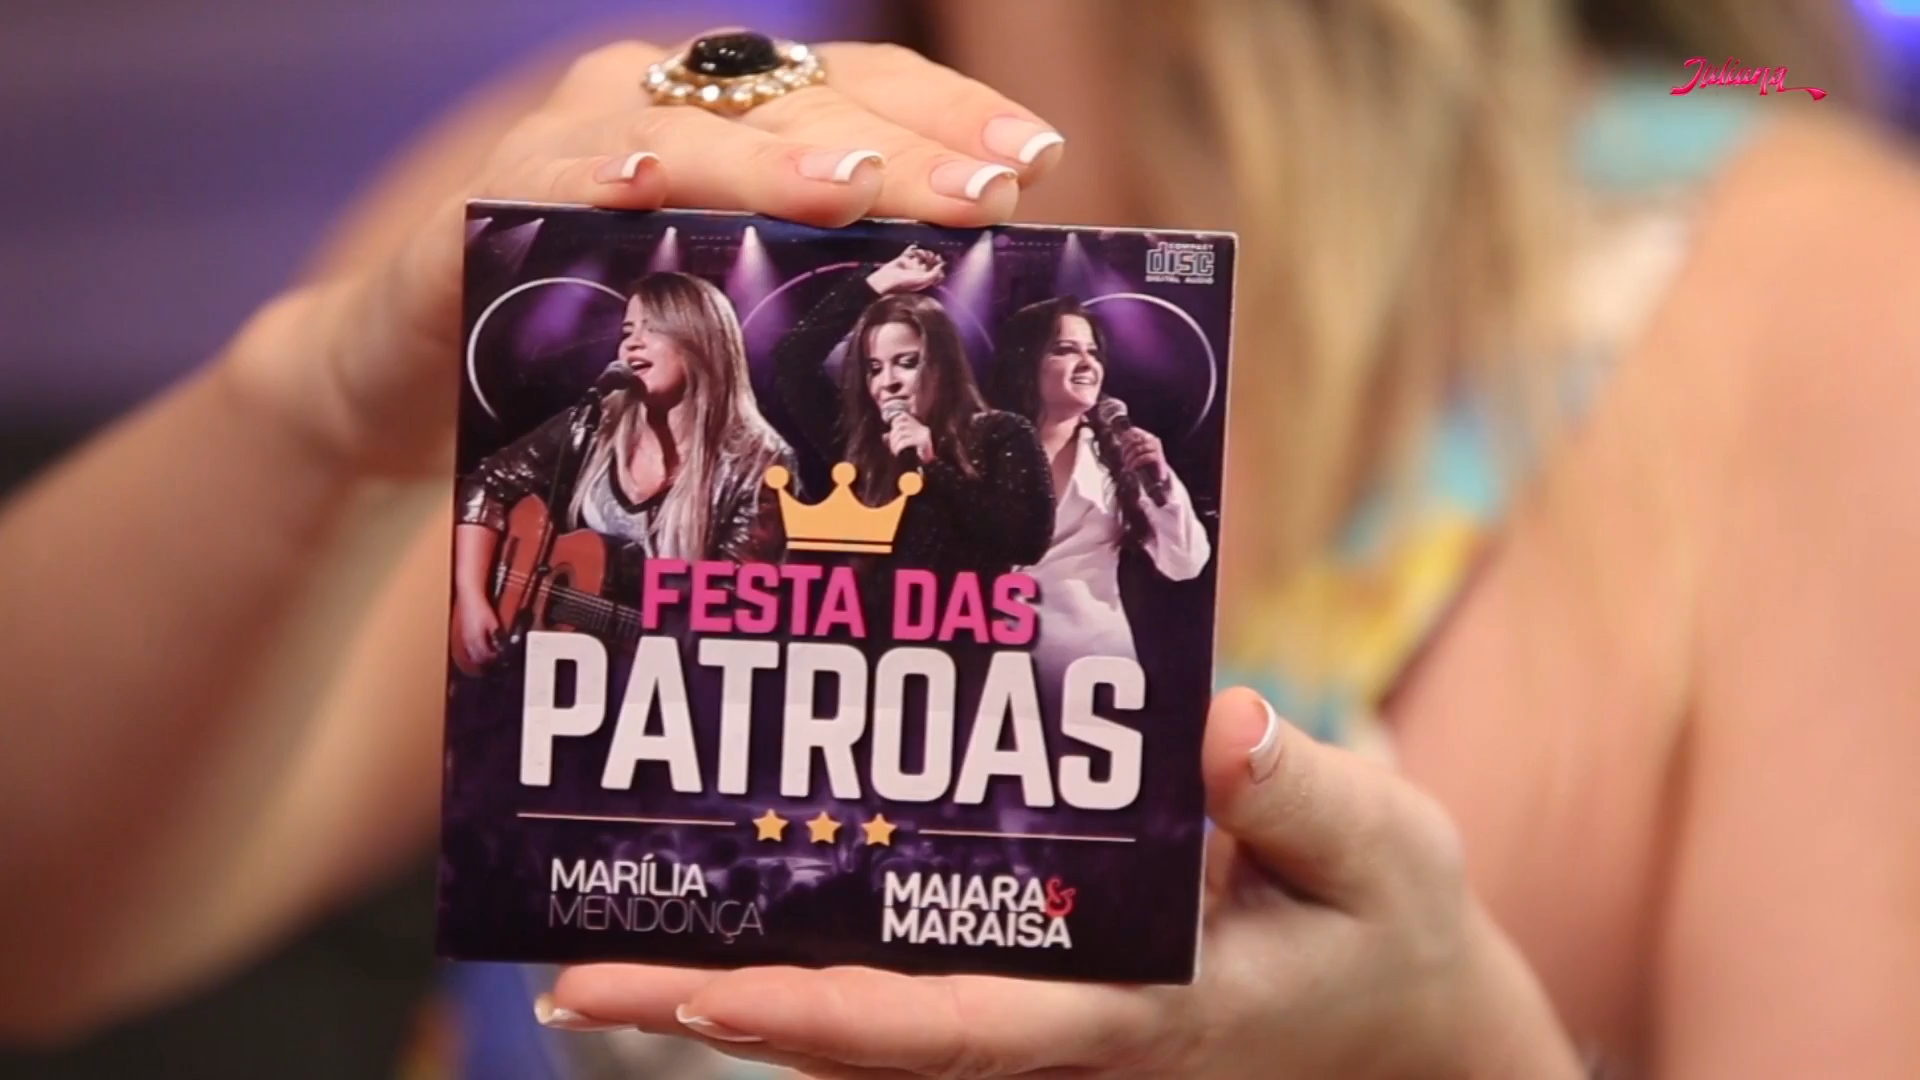 Juliana
COMPACT
disc
DIGITAL AUDIO
FESTA DAS
PATROAS
MARÍLIA
MENDONÇA
MAIARA&
MARAISA